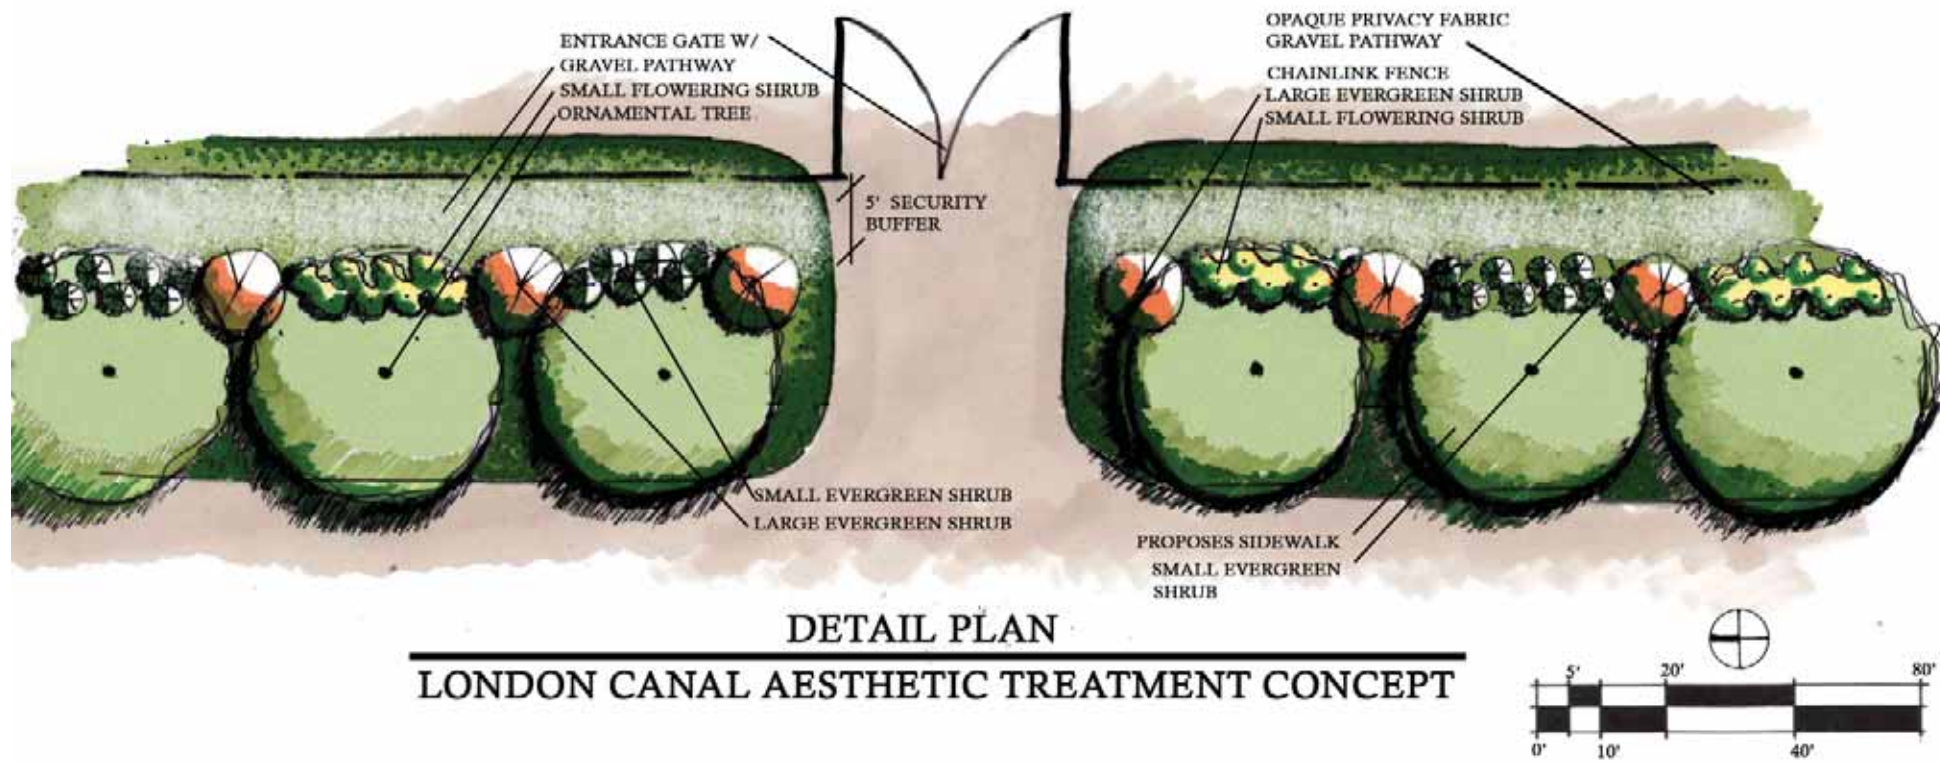 ENTRANCE GATE W/
GRAVEL PATHWAY
SMALL FLOWERING SHRUB
ORNAMENTAL TREE
OPAQUE PRIVACY FABRIC
GRAVEL PATHWAY
CHAINLINK FENCE
LARGE EVERGREEN SHRUB
SMALL FLOWERING SHRUB
5' SECURITY
BUFFER
SMALL EVERGREEN SHRUB
LARGE EVERGREEN SHRUB
PROPOSES SIDEWALK
SMALL EVERGREEN
SHRUB
DETAIL PLAN
LONDON CANAL AESTHETIC TREATMENT CONCEPT
5' 20' 80'
0' 10' 40'